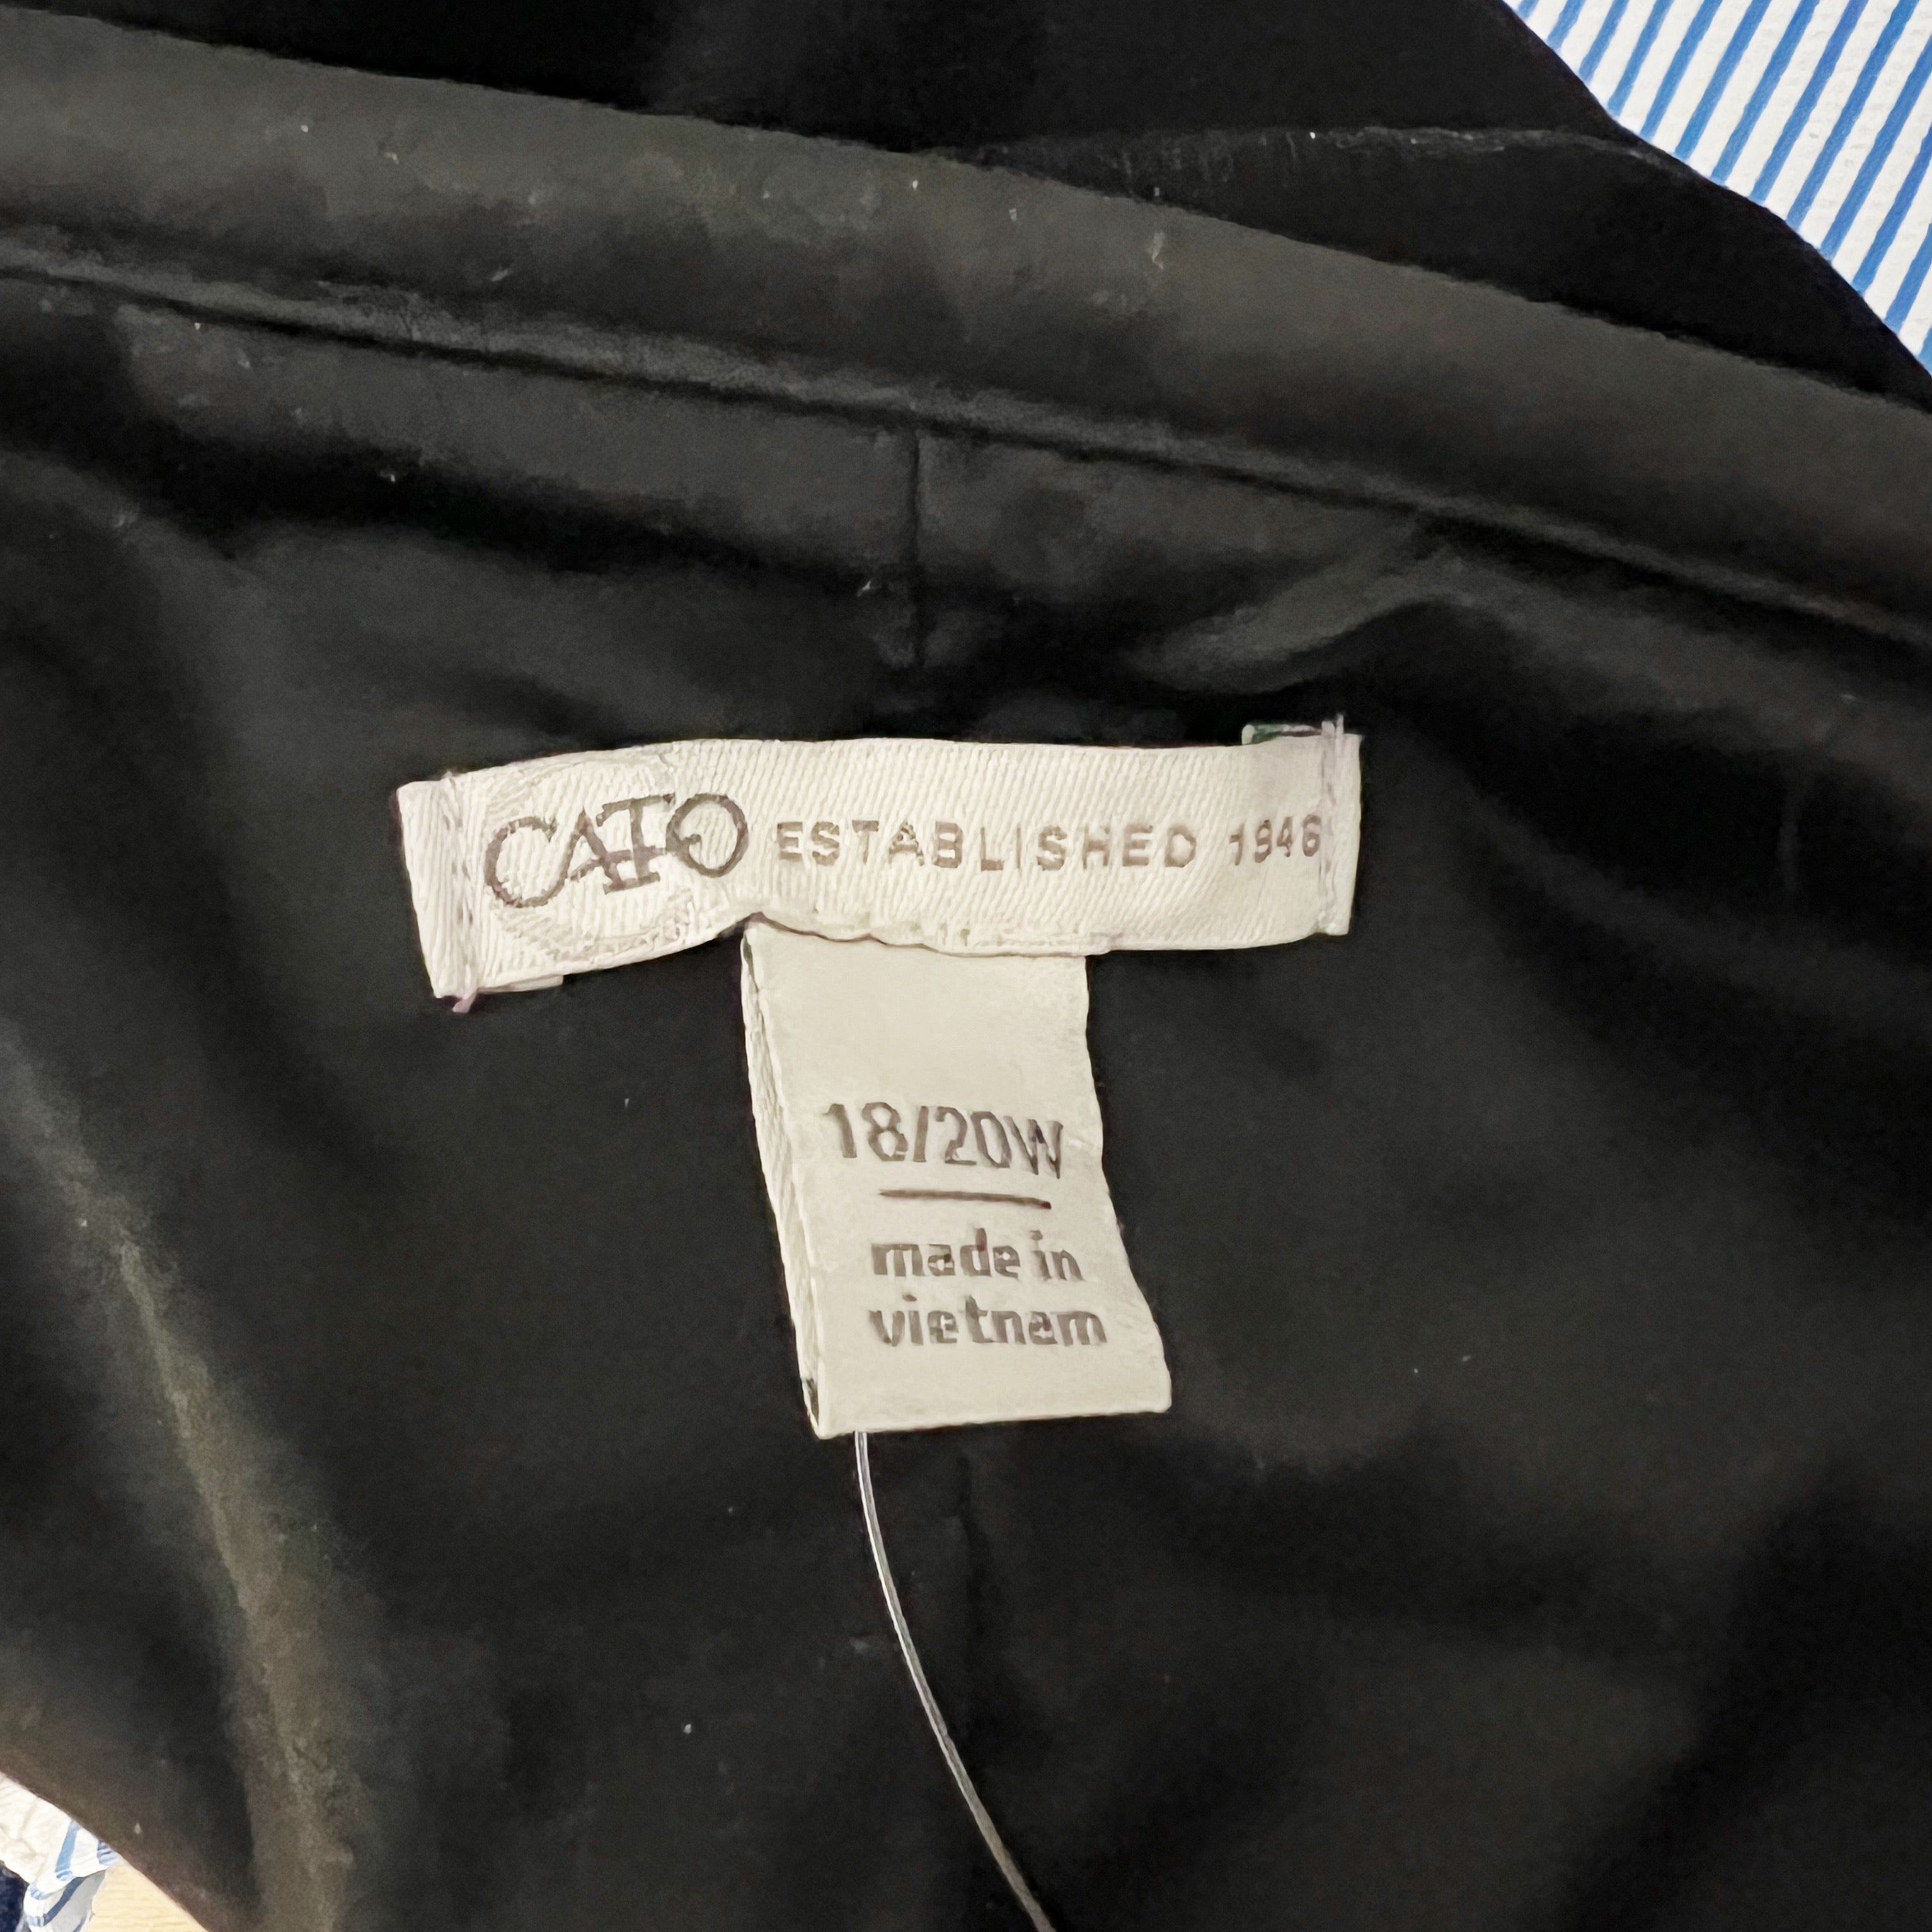 CATO ESTABLISHED 1946
18/20W
made in
vietnam